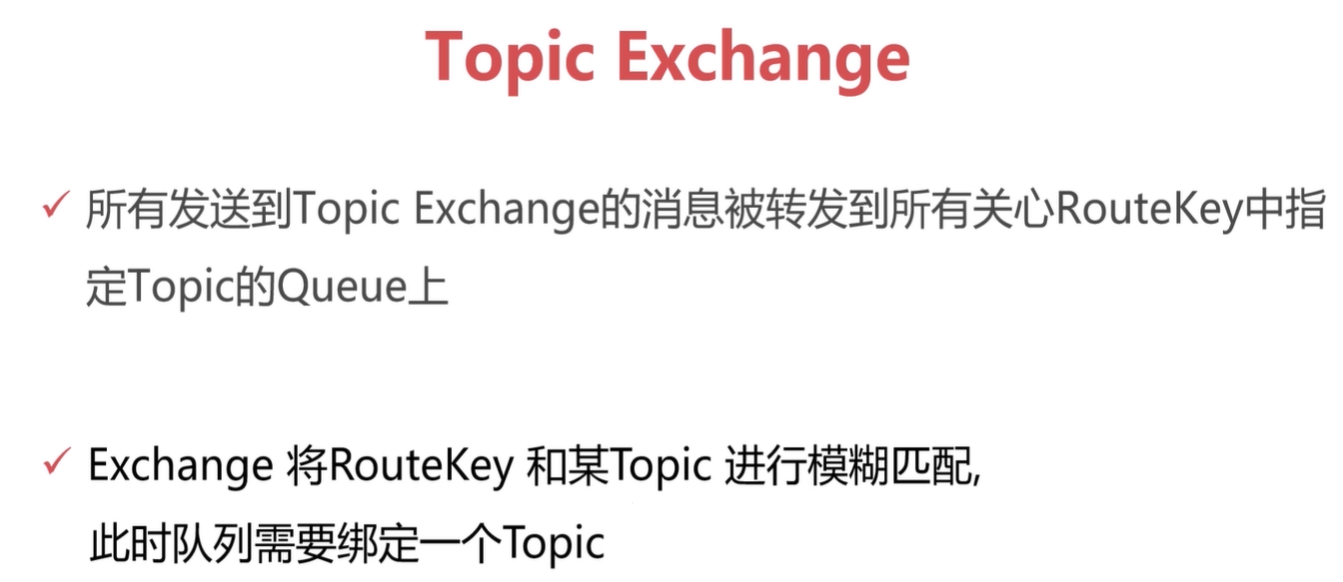 Topic Exchange
所有发送到Topic Exchange的消息被转发到所有关心RouteKey中指
定Topic的Queue上
Exchange 将RouteKey 和某Topic 进行模糊匹配,
此时队列需要绑定一个Topic